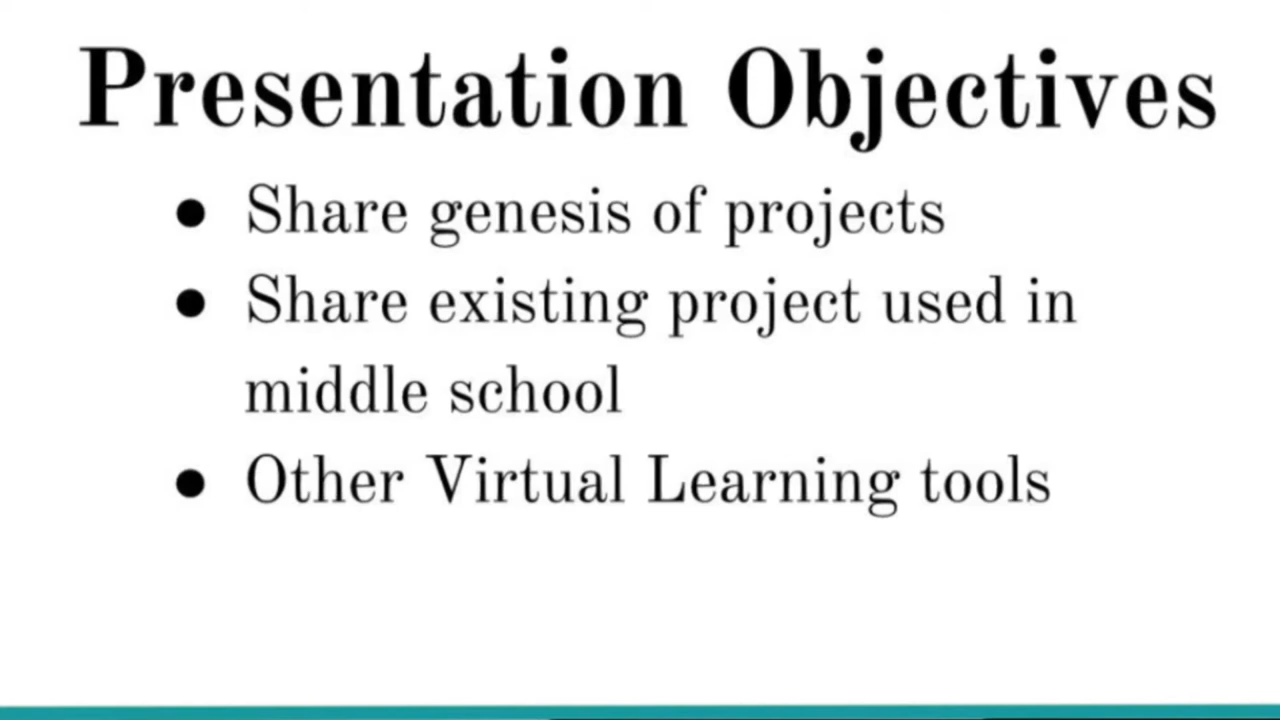 Presentation Objectives
● Share genesis of projects
● Share existing project used in
middle school
● Other Virtual Learning tools